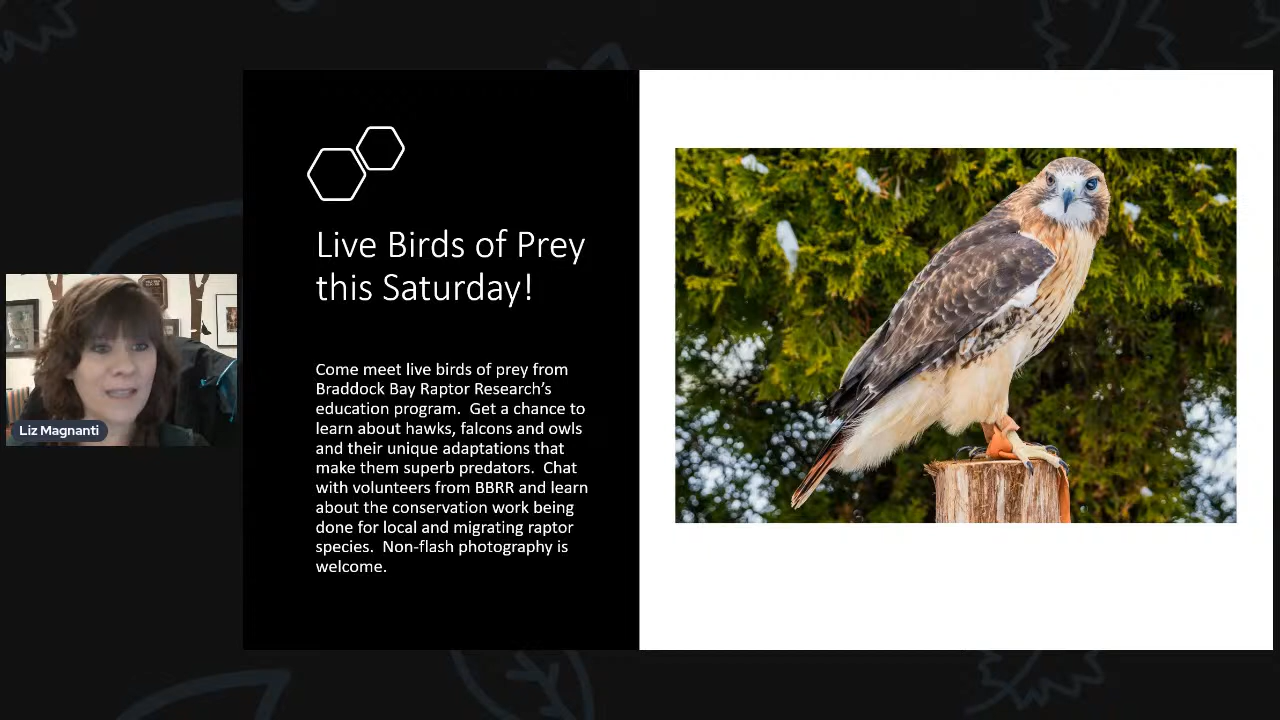 Live Birds of Prey
this Saturday!
Come meet live birds of prey from
Braddock Bay Raptor Research's
education program.  Get a chance to
learn about hawks, falcons and owls
and their unique adaptations that
make them superb predators.  Chat
with volunteers from BBRR and learn
about the conservation work being
done for local and migrating raptor
species.  Non-flash photography is
welcome.
Liz Magnanti